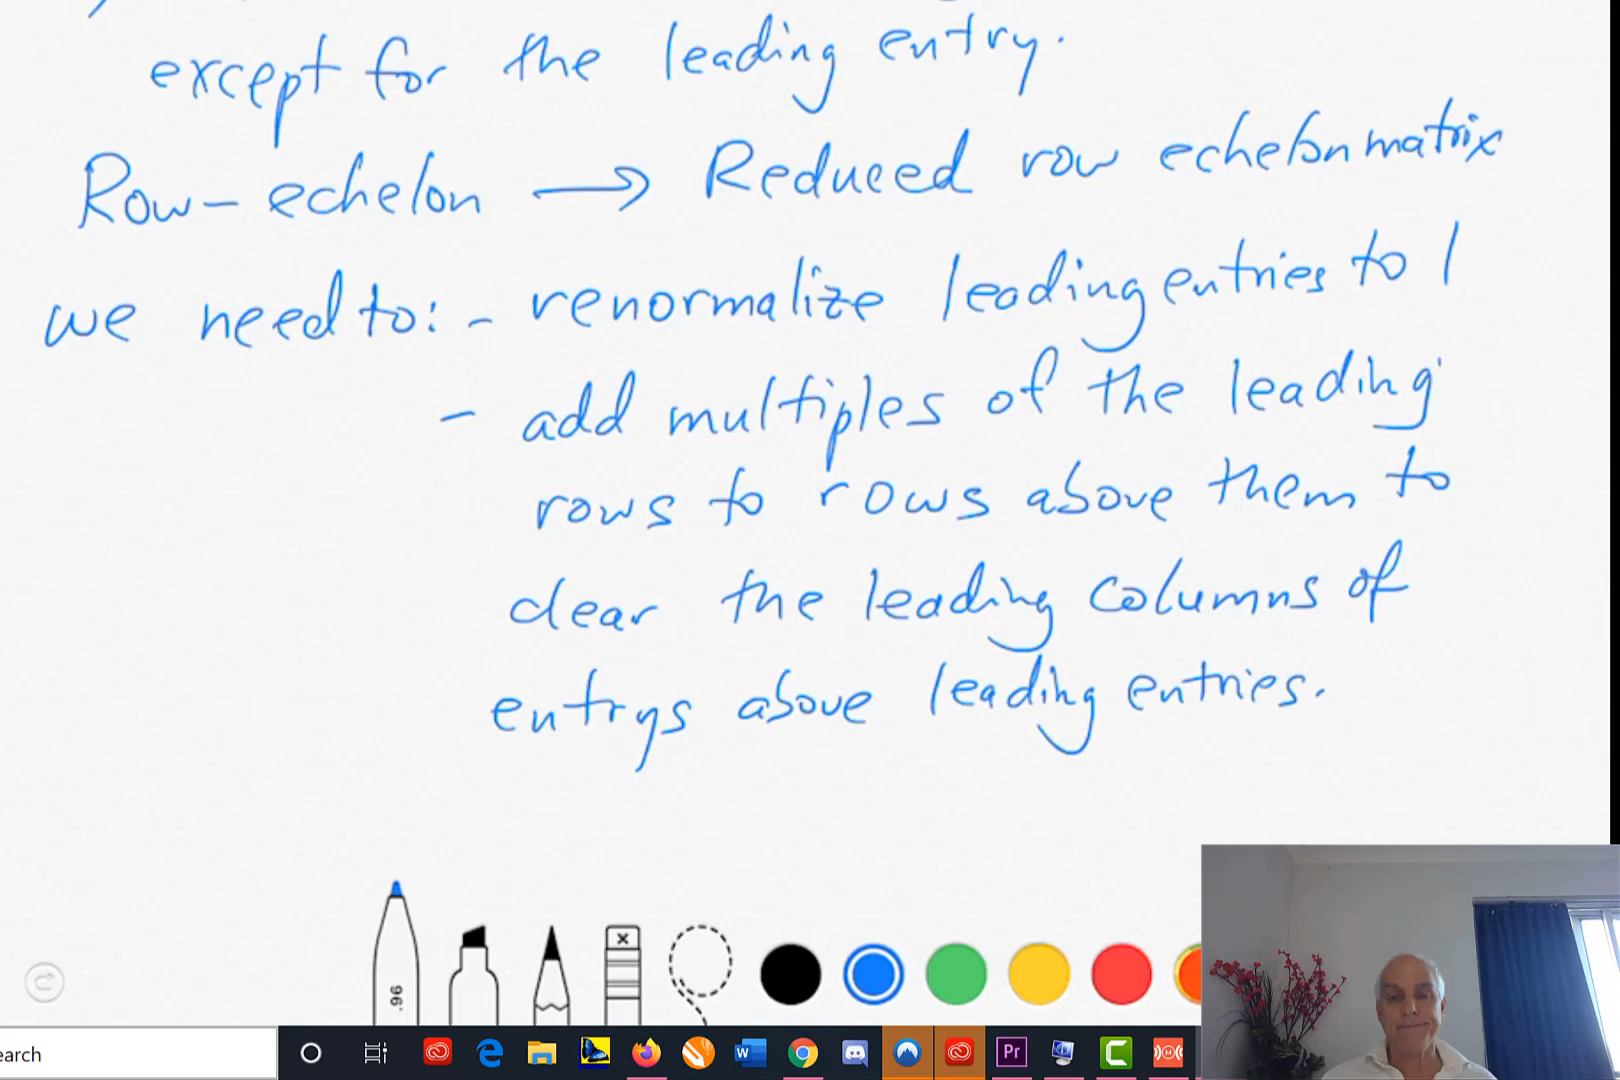 except for the leading entry.
Row-echelon → Reduced row echelon matrix
we need to: - renormalize leading entries to 1
- add multiples of the leading
rows to rows above them to
clear the leading columns of
entrys above leading entries.
96.
earch